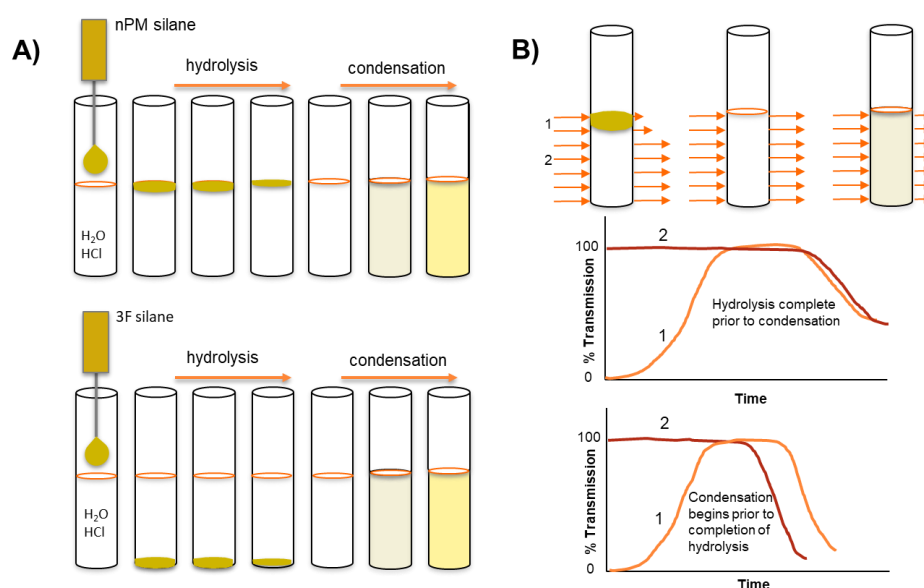 A)
nPM silane
hydrolysis
condensation
H₂O
HCl
3F silane
hydrolysis
condensation
H₂O
HCl
B)
1
2
100
2
1
Hydrolysis complete
prior to condensation
% Transmission
0
Time
100
2
1
Condensation
begins prior to
completion of
hydrolysis
% Transmission
0
Time